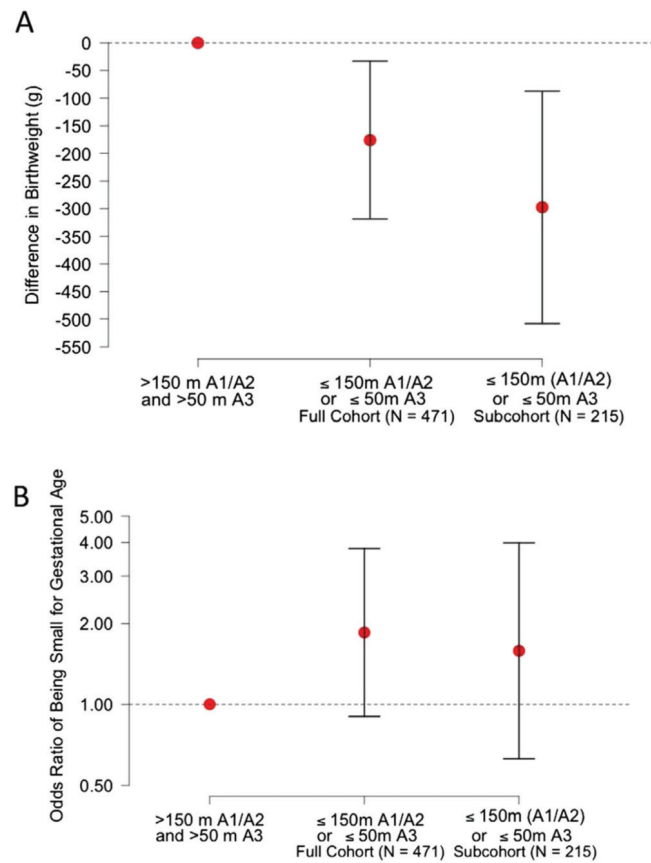 A
Difference in Birthweight (g)
0
-50
-100
-150
-200
-250
-300
-350
-400
-450
-500
-550
>150 m A1/A2
and >50 m A3
≤ 150m A1/A2
or ≤ 50m A3
Full Cohort (N = 471)
≤ 150m (A1/A2)
or ≤ 50m A3
Subcohort (N = 215)
B
Odds Ratio of Being Small for Gestational Age
5.00
4.00
3.00
2.00
1.00
0.50
>150 m A1/A2
and >50 m A3
≤ 150m A1/A2
or ≤ 50m A3
Full Cohort (N = 471)
≤ 150m (A1/A2)
or ≤ 50m A3
Subcohort (N = 215)